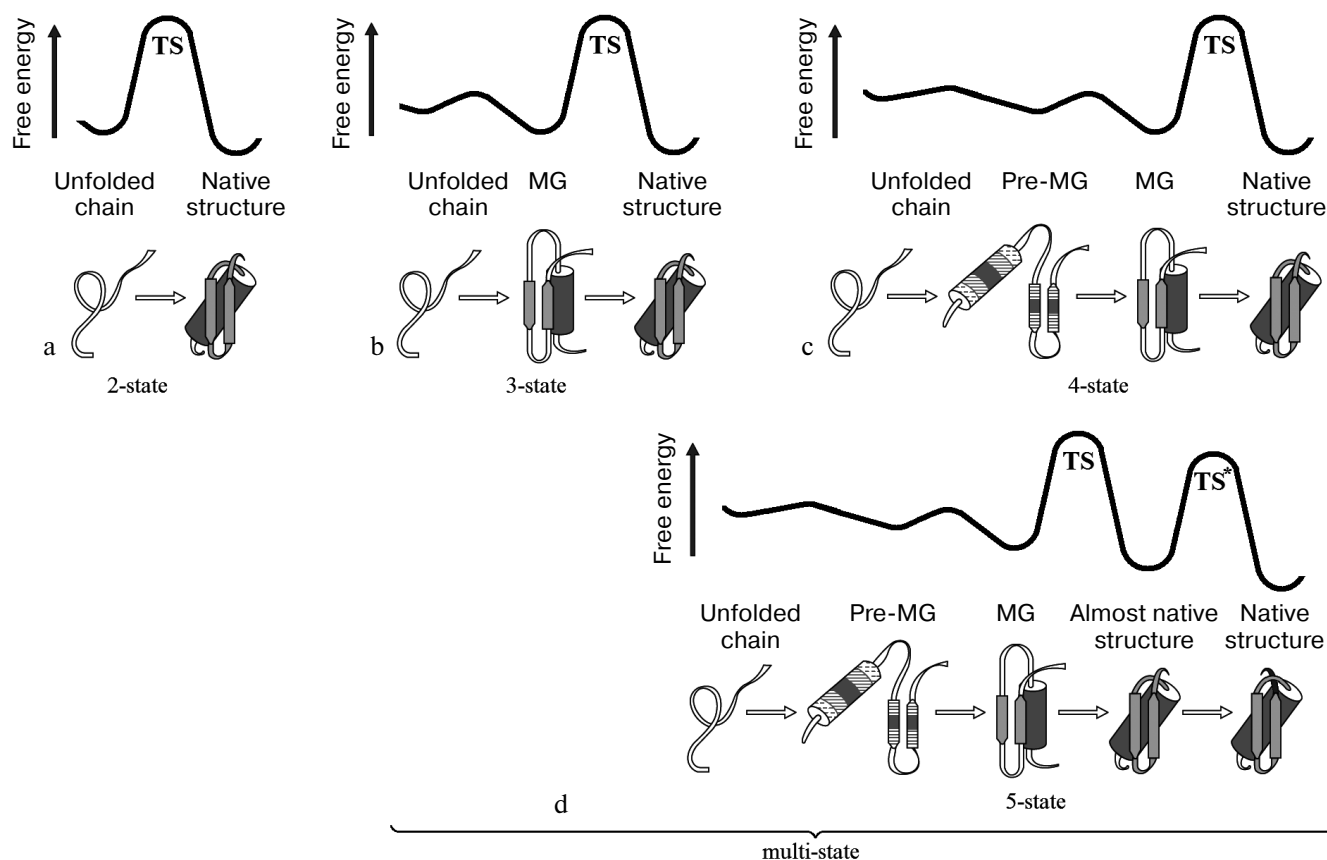 Free energy
TS
Unfolded
chain
Native
structure
a
2-state
Free energy
TS
Unfolded
chain
MG
Native
structure
b
3-state
Free energy
TS
Unfolded
chain
Pre-MG
MG
Native
structure
c
4-state
Free energy
TS
TS*
Unfolded
chain
Pre-MG
MG
Almost native
structure
Native
structure
d
5-state
multi-state